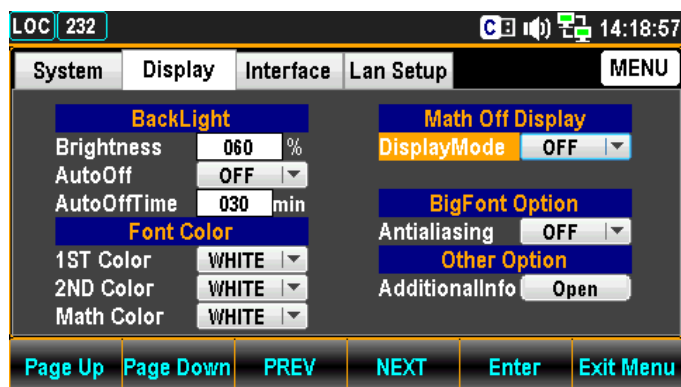 LOC 232 C 14:18:57
System Display Interface Lan Setup MENU
BackLight
Brightness 060 %
AutoOff OFF
AutoOffTime 030 min
Font Color
1ST Color WHITE
2ND Color WHITE
Math Color WHITE
Math Off Display
DisplayMode OFF
BigFont Option
Antialiasing OFF
Other Option
AdditionalInfo Open
Page Up Page Down PREV NEXT Enter Exit Menu